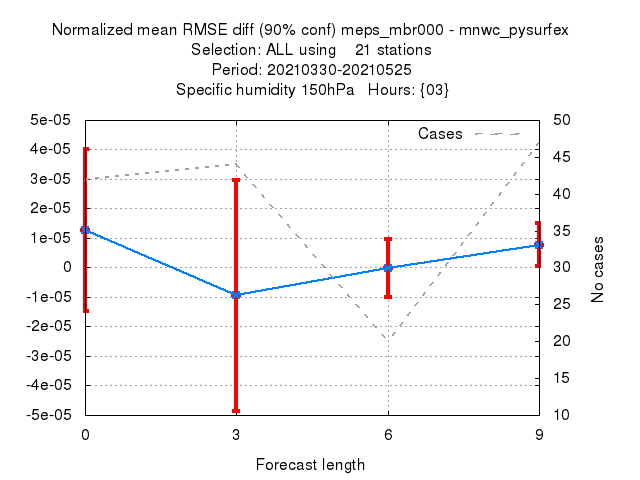 Normalized mean RMSE diff (90% conf) meps_mbr000 - mnwc_pysurfex
Selection: ALL using    21 stations
Period: 20210330-20210525
Specific humidity 150hPa   Hours: {03}
5e-05
4e-05
3e-05
2e-05
1e-05
0
-1e-05
-2e-05
-3e-05
-4e-05
-5e-05
Cases
50
45
40
35
30
25
20
15
10
No cases
0 3 6 9
Forecast length